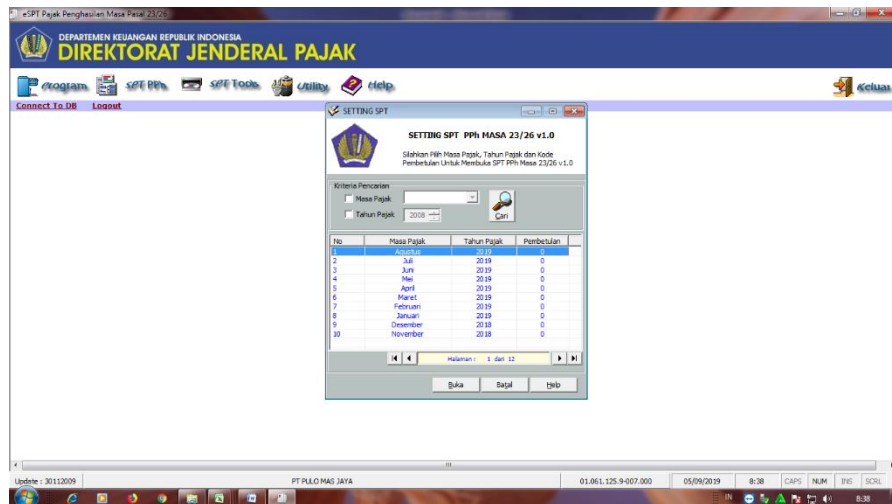 eSPT Pajak Penghasilan Masa Pasal 23/26
DEPARTEMEN KEUANGAN REPUBLIK INDONESIA
DIREKTORAT JENDERAL PAJAK
Program SPT PPh SPT Tools Utility Help Keluar
Connect To DB Logout
SETTING SPT
SETTING SPT PPh MASA 23/26 v1.0
Silahkan Pilih Masa Pajak, Tahun Pajak dan Kode
Pembetulan Untuk Membuka SPT PPh Masa 23/26 v1.0
Kriteria Pencarian
Masa Pajak
Tahun Pajak 2008
Cari
No Masa Pajak Tahun Pajak Pembetulan
1 Agustus 2019 0
2 Juli 2019 0
3 Juni 2019 0
4 Mei 2019 0
5 April 2019 0
6 Maret 2019 0
7 Februari 2019 0
8 Januari 2019 0
9 Desember 2018 0
10 November 2018 0
Halaman : 1 dari 12
Buka Batal Help
Update : 30112009 PT PULO MAS JAYA 01.061.125.9-007.000 05/09/2019 8:38 CAPS NUM INS SCRL
IN 8:38